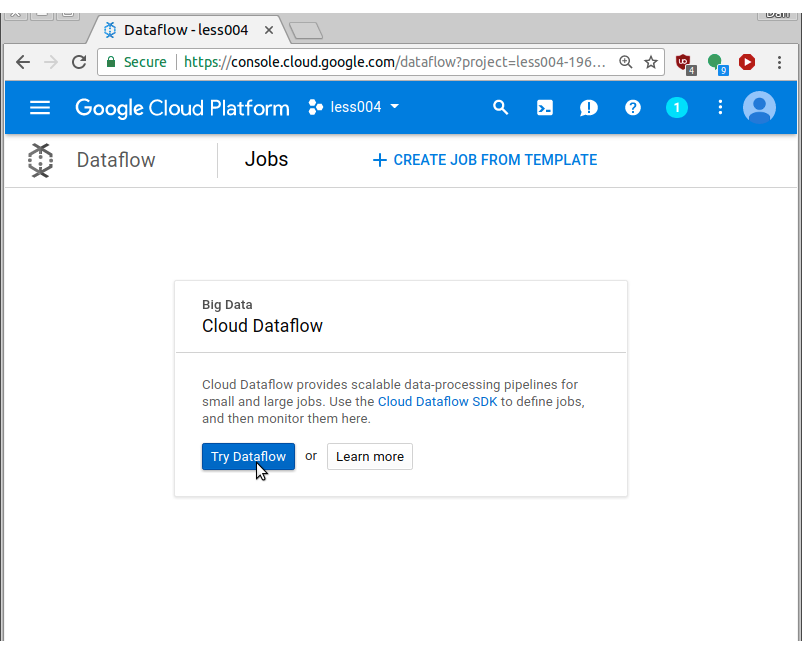 Dan
Dataflow - less004
Secure https://console.cloud.google.com/dataflow?project=less004-196...
4
9
Google Cloud Platform less004 1
Dataflow Jobs + CREATE JOB FROM TEMPLATE
Big Data
Cloud Dataflow
Cloud Dataflow provides scalable data-processing pipelines for
small and large jobs. Use the Cloud Dataflow SDK to define jobs,
and then monitor them here.
Try Dataflow or Learn more